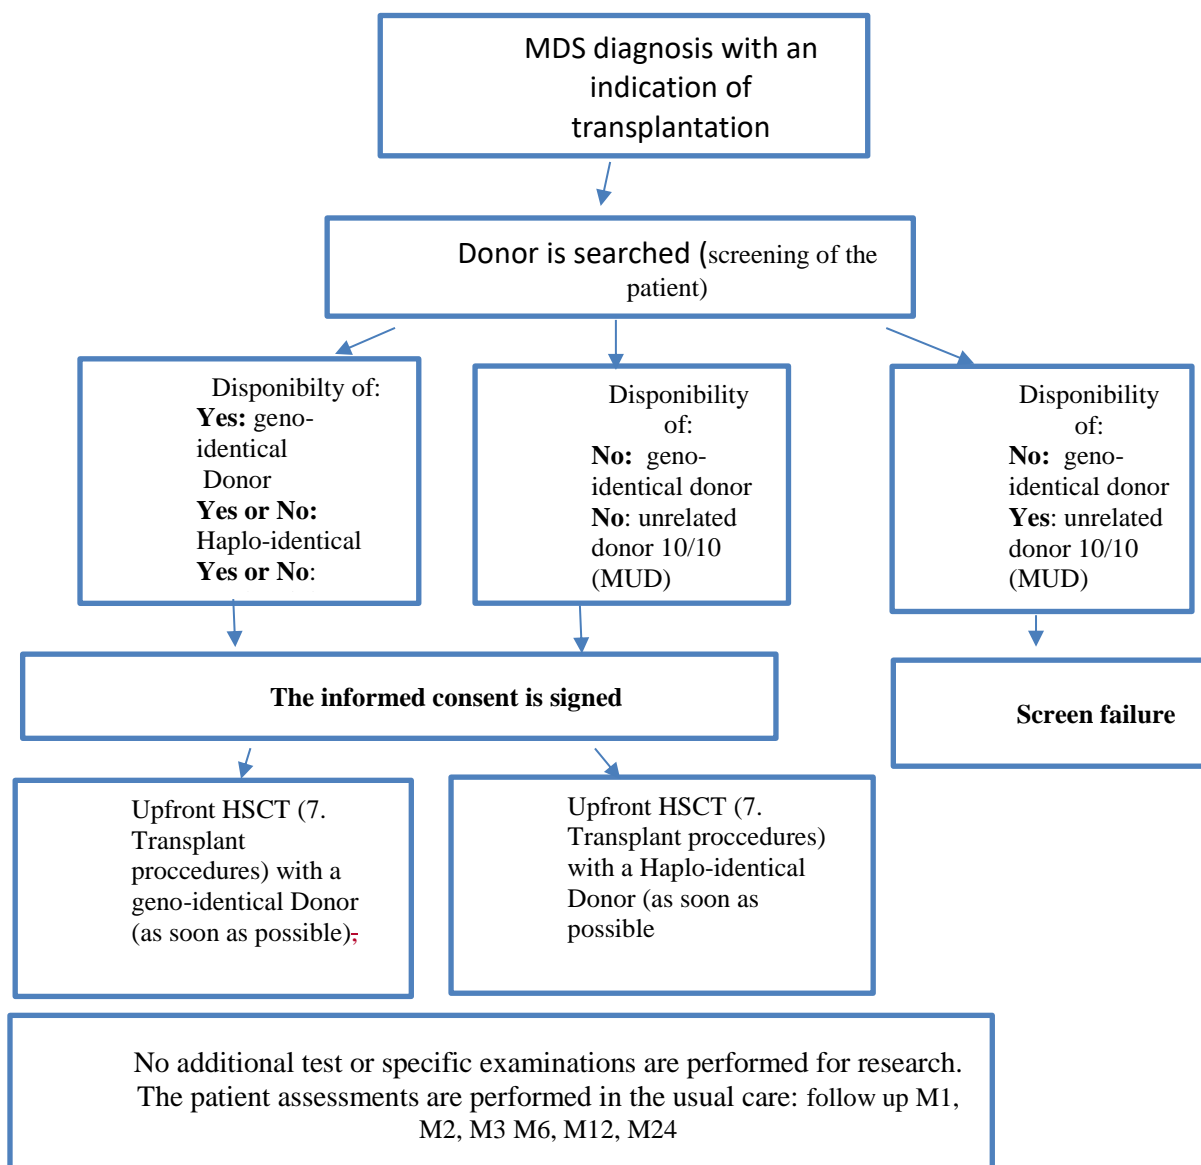 MDS diagnosis with an
indication of
transplantation
Donor is searched (screening of the
patient)
Disponibilty of:
Yes: geno-
identical
Donor
Yes or No:
Haplo-identical
Yes or No:
Disponibility
of:
No: geno-
identical donor
No: unrelated
donor 10/10
(MUD)
Disponibility
of:
No: geno-
identical donor
Yes: unrelated
donor 10/10
(MUD)
The informed consent is signed
Screen failure
Upfront HSCT (7.
Transplant
proccedures) with a
geno-identical Donor
(as soon as possible),
Upfront HSCT (7.
Transplant proccedures)
with a Haplo-identical
Donor (as soon as
possible
No additional test or specific examinations are performed for research.
The patient assessments are performed in the usual care: follow up M1,
M2, M3 M6, M12, M24